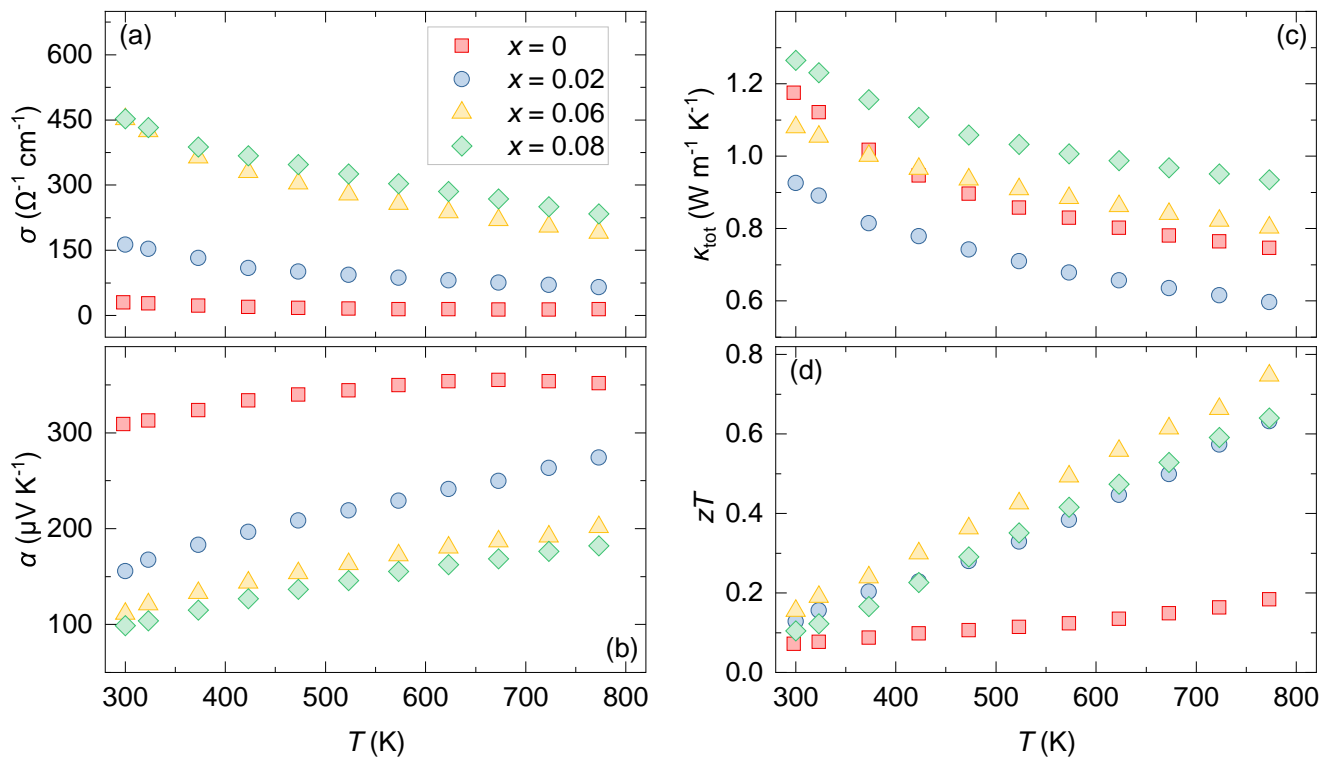 (a)
x = 0
x = 0.02
x = 0.06
x = 0.08
600
450
300
150
0
σ (Ω⁻¹ cm⁻¹)
(b)
300
200
100
α (μV K⁻¹)
300 400 500 600 700 800
T (K)
(c)
1.2
1.0
0.8
0.6
κtot (W m⁻¹ K⁻¹)
(d)
0.8
0.6
0.4
0.2
0.0
zT
300 400 500 600 700 800
T (K)